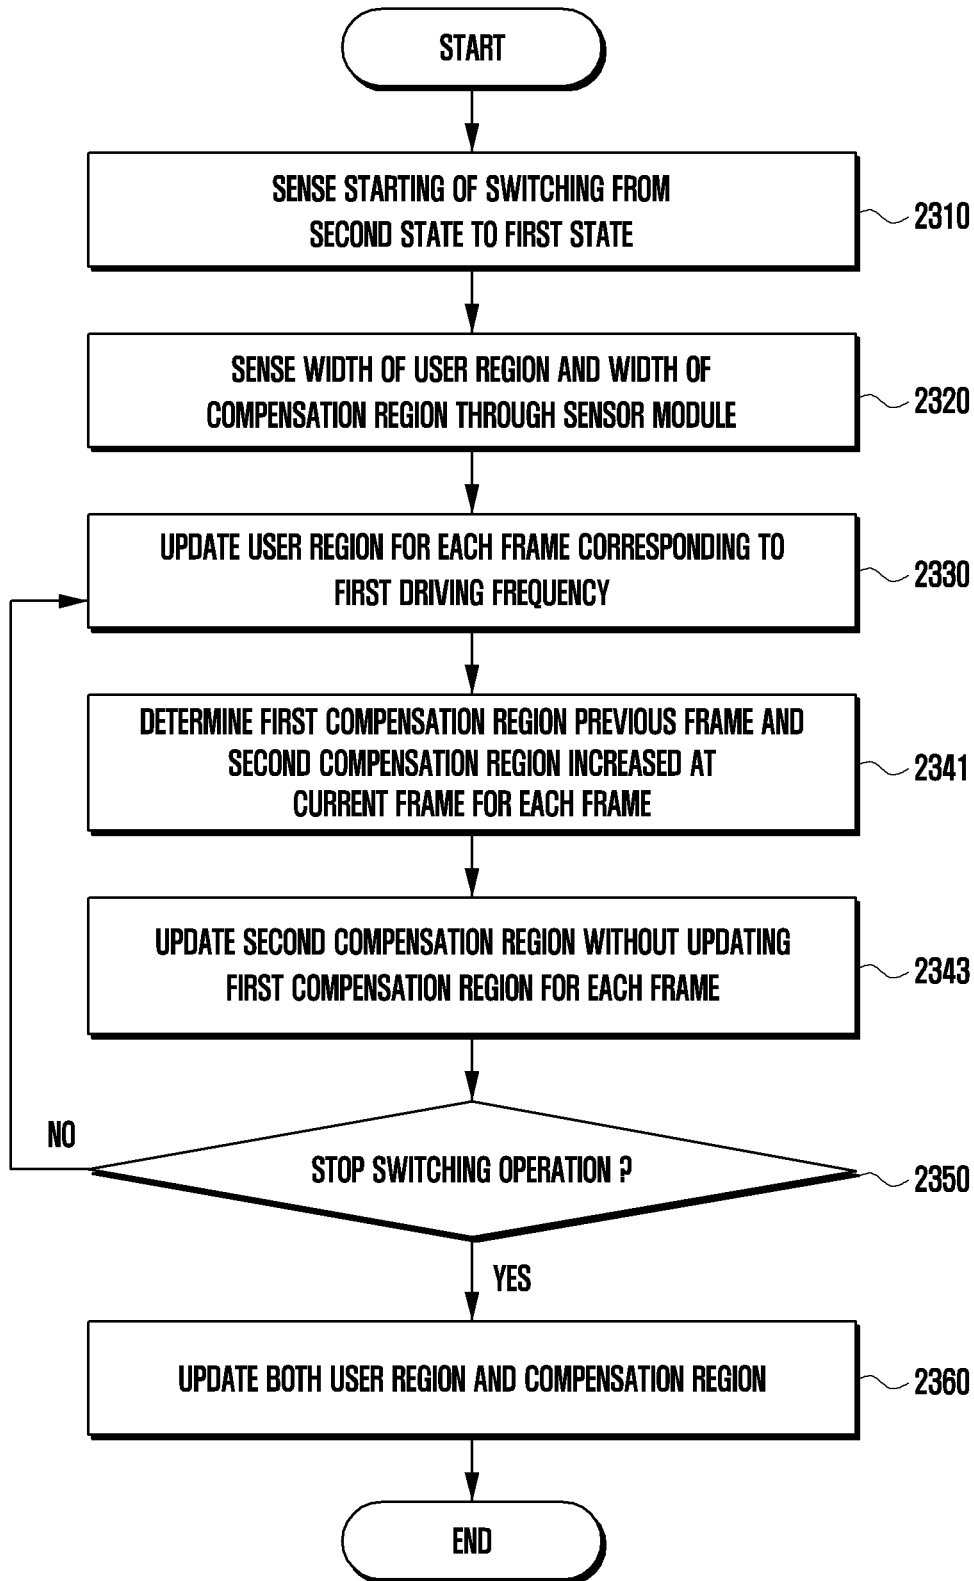 START
SENSE STARTING OF SWITCHING FROM
SECOND STATE TO FIRST STATE
2310
SENSE WIDTH OF USER REGION AND WIDTH OF
COMPENSATION REGION THROUGH SENSOR MODULE
2320
UPDATE USER REGION FOR EACH FRAME CORRESPONDING TO
FIRST DRIVING FREQUENCY
2330
DETERMINE FIRST COMPENSATION REGION PREVIOUS FRAME AND
SECOND COMPENSATION REGION INCREASED AT
CURRENT FRAME FOR EACH FRAME
2341
UPDATE SECOND COMPENSATION REGION WITHOUT UPDATING
FIRST COMPENSATION REGION FOR EACH FRAME
2343
NO
STOP SWITCHING OPERATION ?
2350
YES
UPDATE BOTH USER REGION AND COMPENSATION REGION
2360
END